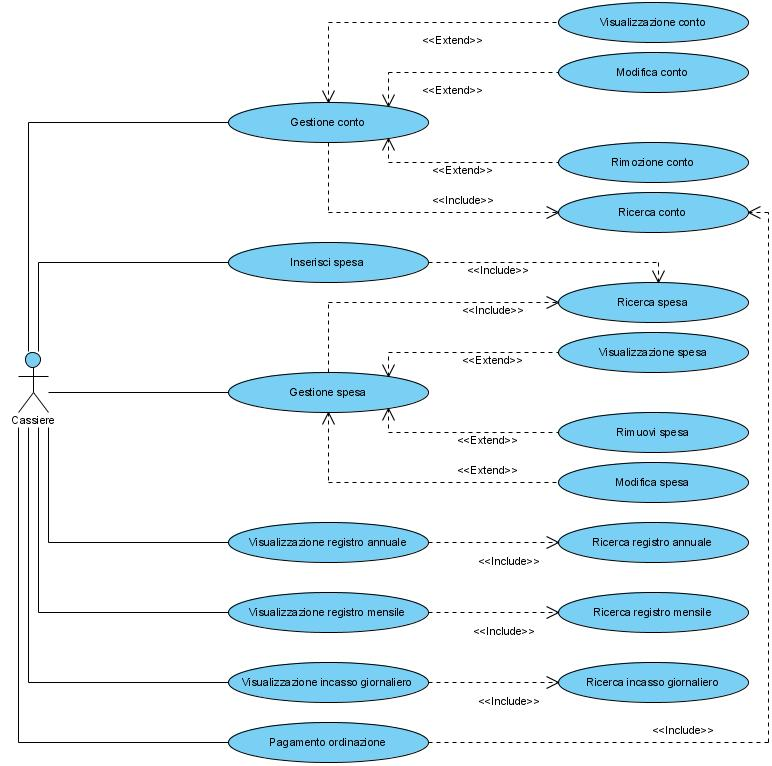 Visualizzazione conto
<<Extend>>
Modifica conto
<<Extend>>
Gestione conto
Rimozione conto
<<Extend>>
<<Include>>
Ricerca conto
Inserisci spesa
<<Include>>
Ricerca spesa
<<Include>>
Visualizzazione spesa
<<Extend>>
Gestione spesa
Cassiere
Rimuovi spesa
<<Extend>>
<<Extend>>
Modifica spesa
Visualizzazione registro annuale
Ricerca registro annuale
<<Include>>
Visualizzazione registro mensile
Ricerca registro mensile
<<Include>>
Visualizzazione incasso giornaliero
Ricerca incasso giornaliero
<<Include>>
<<Include>>
Pagamento ordinazione